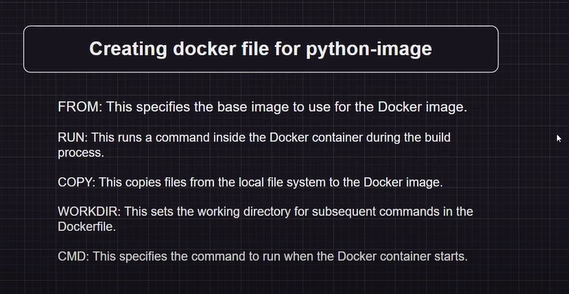 Creating docker file for python-image
FROM: This specifies the base image to use for the Docker image.
RUN: This runs a command inside the Docker container during the build
process.
COPY: This copies files from the local file system to the Docker image.
WORKDIR: This sets the working directory for subsequent commands in the
Dockerfile.
CMD: This specifies the command to run when the Docker container starts.